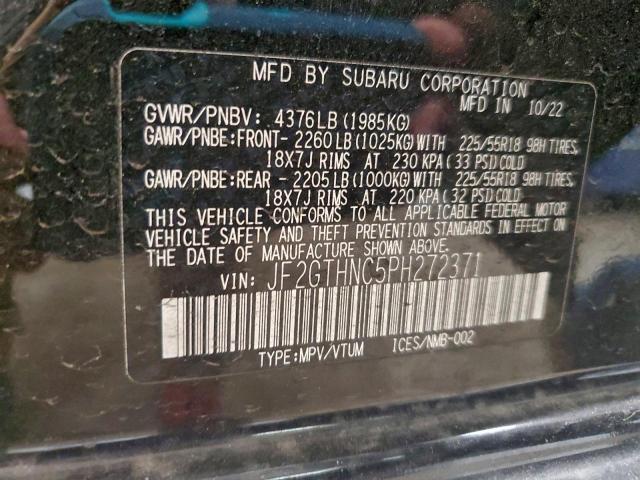 MFD BY SUBARU CORPORATION
MFD IN 10/22
GVWR/PNBV: 4376LB (1985KG)
GAWR/PNBE:FRONT- 2260LB (1025KG)WITH 225/55R18 98H TIRES,
18X7J RIMS AT 230 KPA (33 PSI)COLD
GAWR/PNBE:REAR - 2205LB (1000KG)WITH 225/55R18 98H TIRES,
18X7J RIMS AT 220 KPA (32 PSI)COLD
THIS VEHICLE CONFORMS TO ALL APPLICABLE FEDERAL MOTOR
VEHICLE SAFETY AND THEFT PREVENTION STANDARDS IN EFFECT ON
THE DATE OF MANUFACTURE SHOWN ABOVE.
VIN: JF2GTHNC5PH272371
TYPE:MPV/VTUM ICES/NMB-002